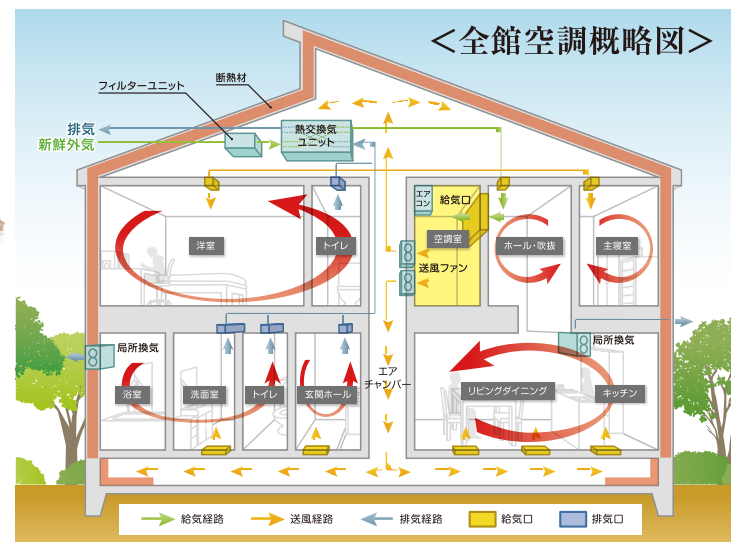 ＜全館空調概略図＞
断熱材
フィルターユニット
排気
新鮮外気
熱交換気
ユニット
エア
コン
給気口
洋室
トイレ
空調室
ホール・吹抜
主寝室
送風ファン
局所換気
局所換気
エア
チャンバー
浴室
洗面室
トイレ
玄関ホール
リビングダイニング
キッチン
給気経路
送風経路
排気経路
給気口
排気口